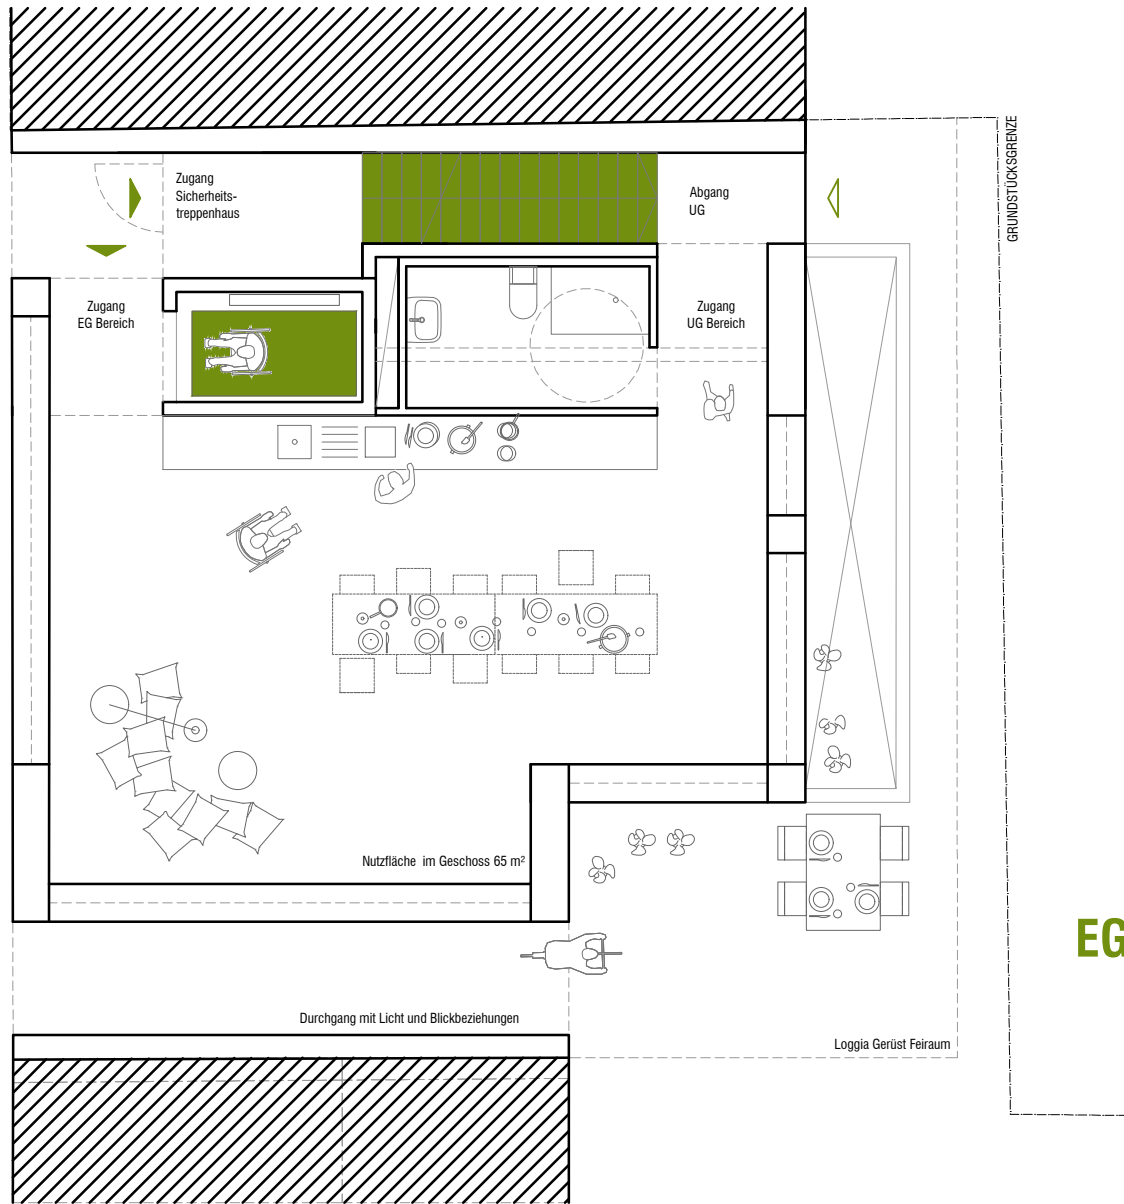 GRUNDSTÜCKSGRENZE
Zugang
Sicherheits-
treppenhaus
Abgang
UG
Zugang
EG Bereich
Zugang
UG Bereich
Nutzfläche im Geschoss 65 m²
EG
Durchgang mit Licht und Blickbeziehungen
Loggia Gerüst Feiraum